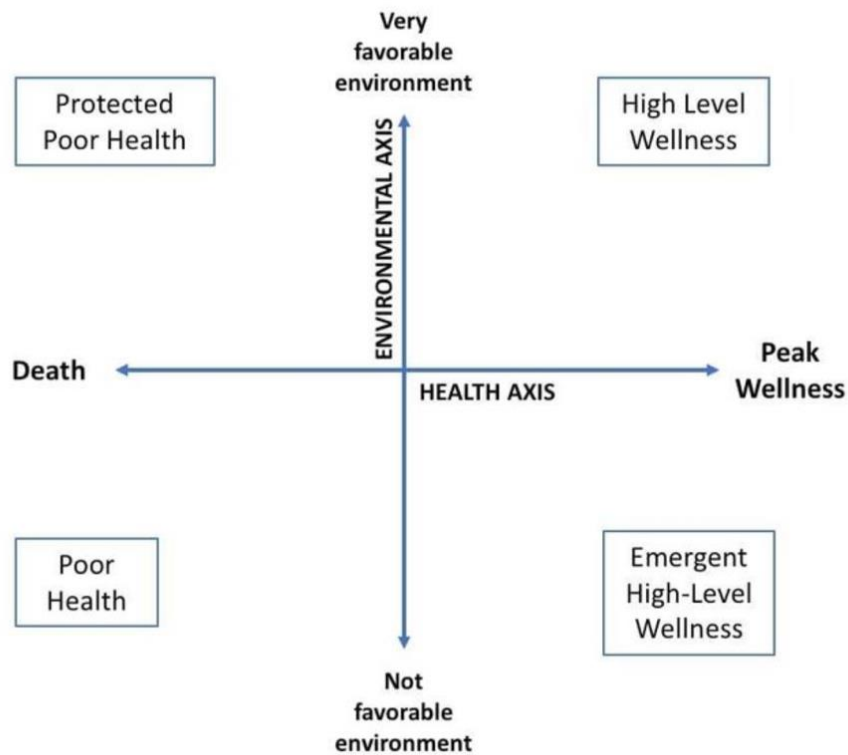 Very
favorable
environment
Protected
Poor Health
High Level
Wellness
ENVIRONMENTAL AXIS
Death
Peak
Wellness
HEALTH AXIS
Poor
Health
Emergent
High-Level
Wellness
Not
favorable
environment